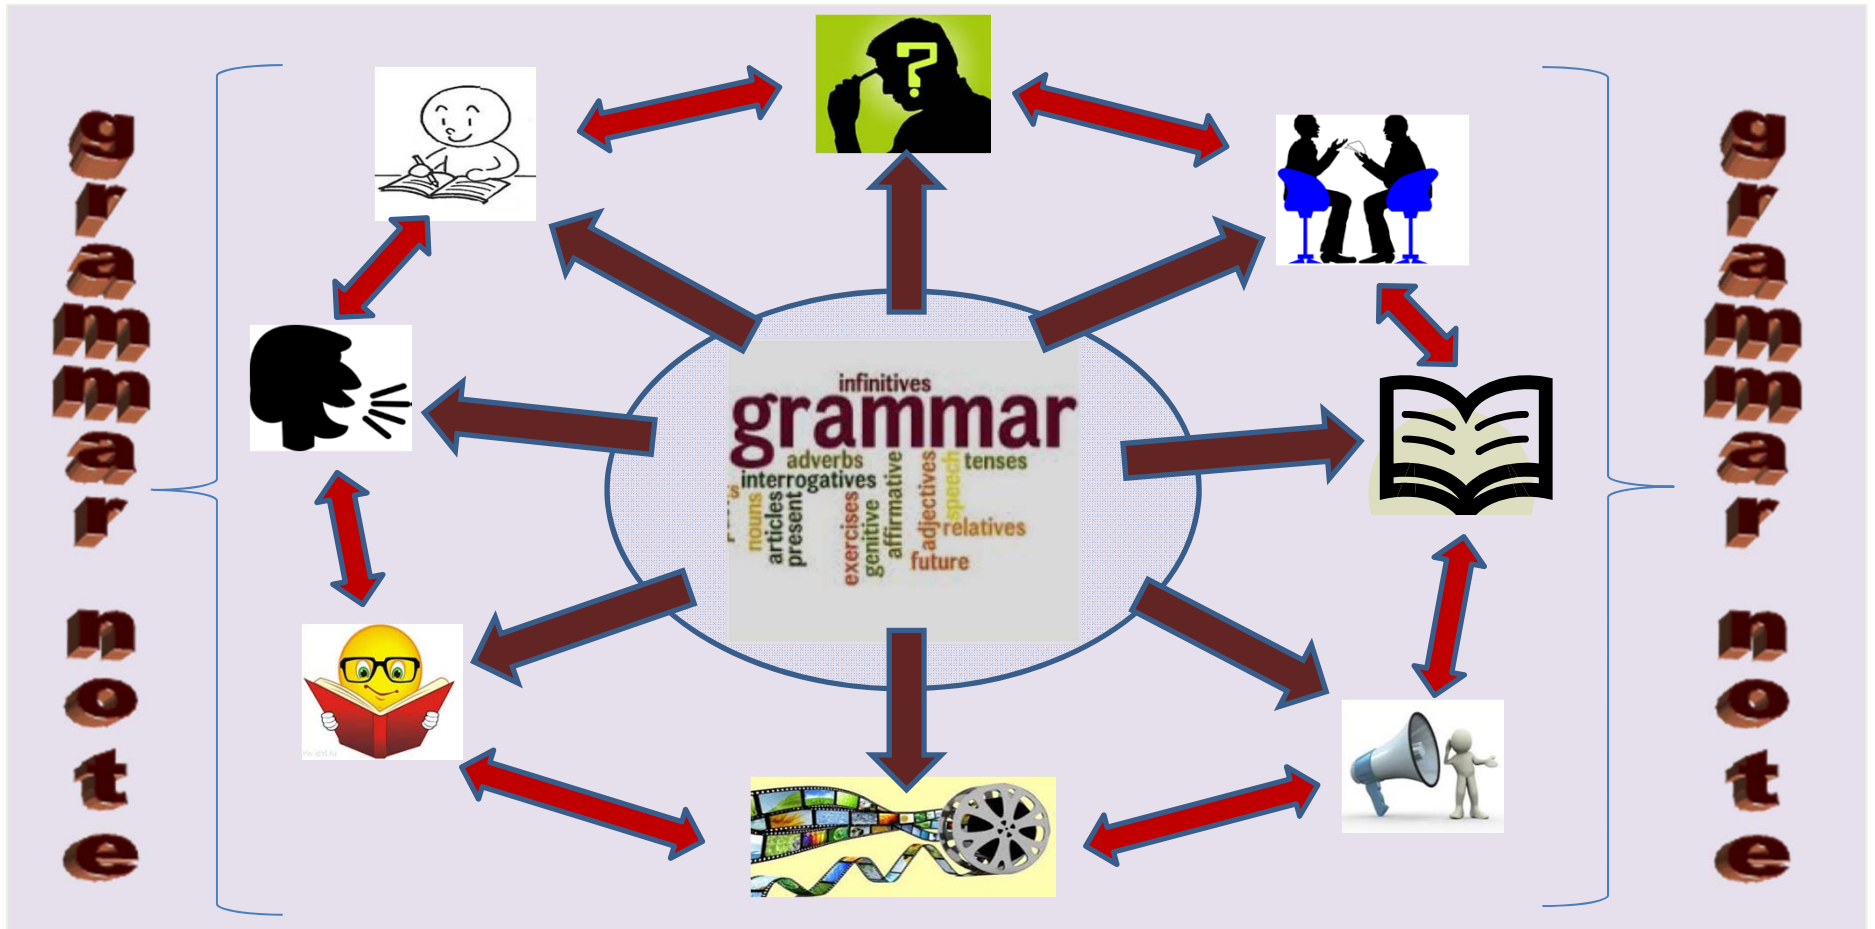 grammar note
?
infinitives
grammar
adverbs
tenses
interrogatives
nouns
articles
present
exercises
genitive
affirmative
adjectives
speech
relatives
future
grammar note